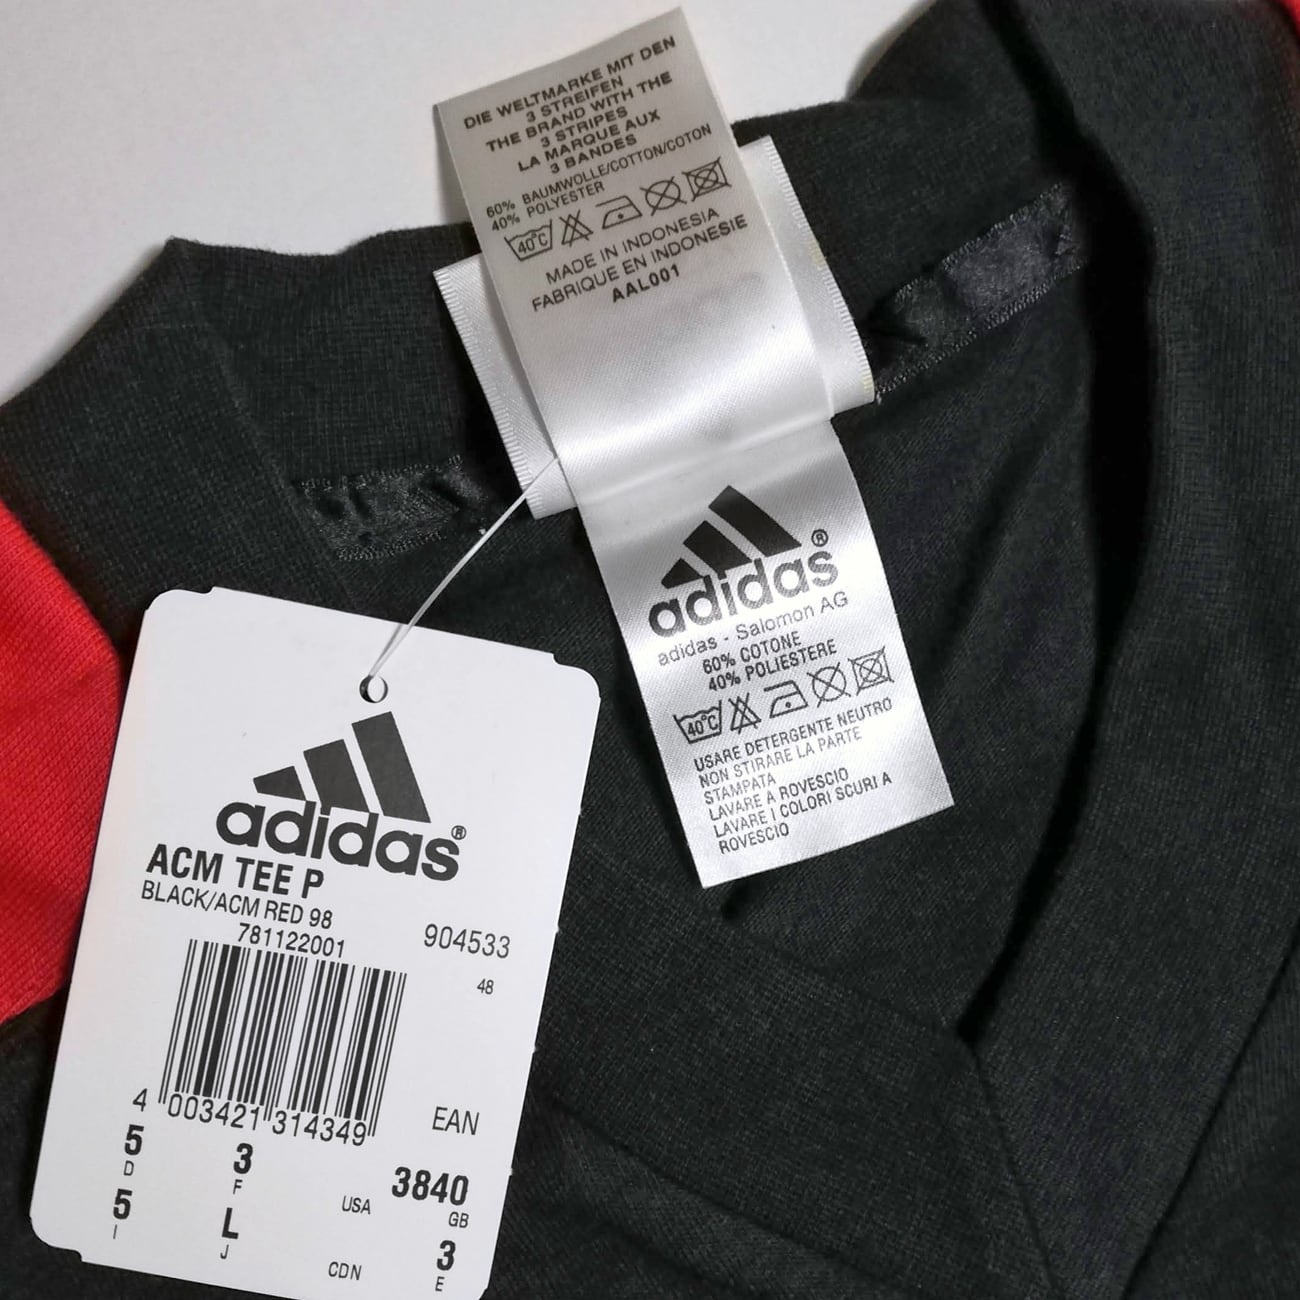 DIE WELTMARKE MIT DEN
3 STREIFEN
THE BRAND WITH THE
3 STRIPES
LA MARQUE AUX
3 BANDES
60% BAUMWOLLE/COTTON/COTON
40% POLYESTER
40°C
MADE IN INDONESIA
FABRIQUE EN INDONESIE
AAL001
adidas®
adidas - Salomon AG
60% COTONE
40% POLIESTERE
40°C
USARE DETERGENTE NEUTRO
NON STIRARE LA PARTE
STAMPATA
LAVARE A ROVESCIO
LAVARE I COLORI SCURI A
ROVESCIO
adidas®
ACM TEE P
BLACK/ACM RED 98
781122001
904533
48
4 003421 314349
EAN
5 3 3840
D F USA GB
5 L 3
I J CDN E